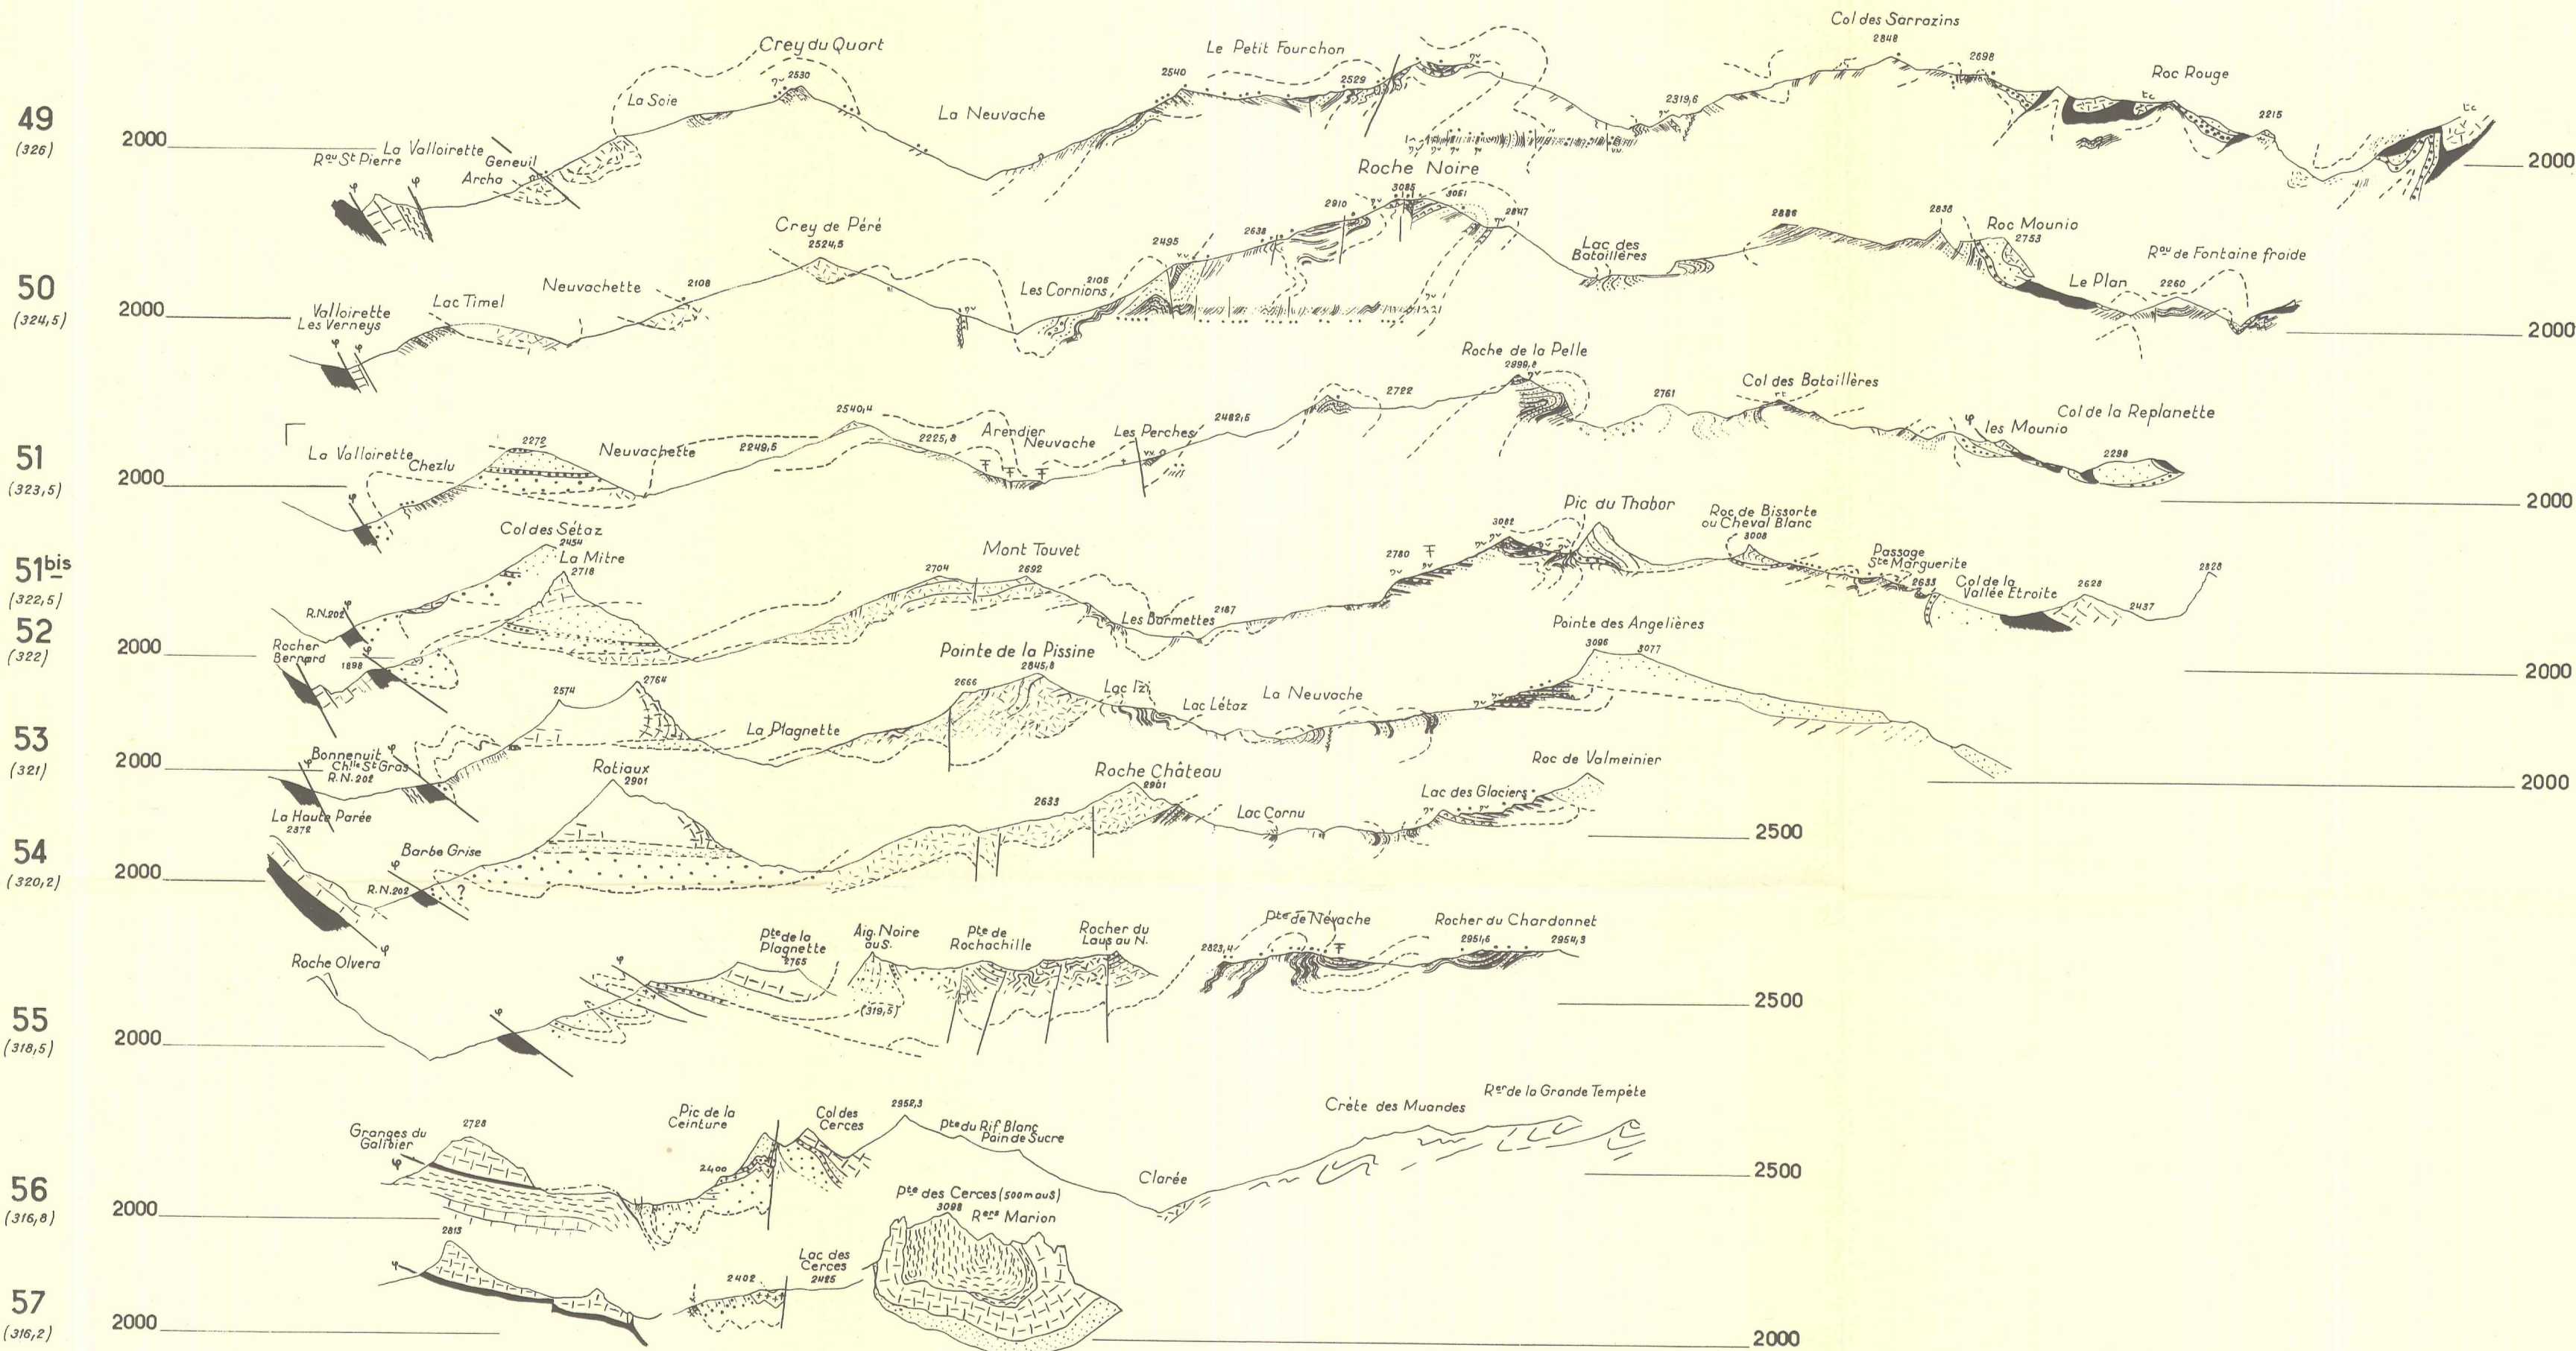 49
(326)
2000
Rau St Pierre
La Valloirette
Geneuil
Archa
φ
φ
La Soie
Crey du Quart
2530
La Neuvache
2540
Le Petit Fourchon
2529
2319,6
Col des Sarrazins
2848
2698
Roc Rouge
tc
2215
tc
2000
50
(324,5)
2000
Valloirette
Les Verneys
φ
φ
Lac Timel
Neuvachette
2108
Crey de Péré
2524,5
Les Cornions
2105
2495
2638
2910
Roche Noire
3085
3051
2847
Lac des
Bataillères
2886
2838
Roc Mounio
2753
Le Plan
Rau de Fontaine froide
2260
2000
51
(323,5)
2000
La Valloirette
Chezlu
φ
2272
Neuvachette
2249,5
2540,4
2225,8
Arendier
Neuvache
Les Perches
2482,5
2722
Roche de la Pelle
2999,8
2761
Col des Bataillères
φ
les Mounio
Col de la Replanette
2298
2000
51bis
(322,5)
Col des Sétaz
2454
R.N.202
φ
52
(322)
2000
Rocher
Bernard
1898
φ
La Mitre
2718
Mont Touvet
2704
2692
Les Bormettes
2187
2780
3082
Pic du Thabor
Roc de Bissorte
ou Cheval Blanc
3008
Passage
Ste Marguerite
2633
Col de la
Vallée Etroite
2628
2437
2828
2000
53
(321)
2000
Bonnenuit
Chlle St Gras
R.N.202
φ
φ
2574
2764
La Plagnette
Pointe de la Pissine
2845,8
2666
Lac Izi
Lac Létaz
La Neuvache
Pointe des Angelières
3096
3077
2000
54
(320,2)
2000
La Haute Parée
2372
φ
Barbe Grise
φ
R.N.202
?
Ratiaux
2901
2633
Roche Château
2901
Lac Cornu
Lac des Glaciers
Roc de Valmeinier
2500
55
(318,5)
2000
Roche Olvera
φ
φ
Pte de la
Plagnette
2765
Aig. Noire
au S.
(319,5)
Pte de
Rochachille
Rocher du
Laus au N.
2823,4
Pte de Névache
Rocher du Chardonnet
2951,6
2954,3
2500
56
(316,8)
2000
Granges du
Galibier
φ
2728
Pic de la
Ceinture
2400
Col des
Cerces
2952,3
Pte du Rif Blanc
Pain de Sucre
Clarée
Crête des Muandes
Rer de la Grande Tempête
2500
57
(316,2)
2000
2813
φ
2402
Lac des
Cerces
2425
Pte des Cerces (500m au S)
3098
Rers Marion
2000